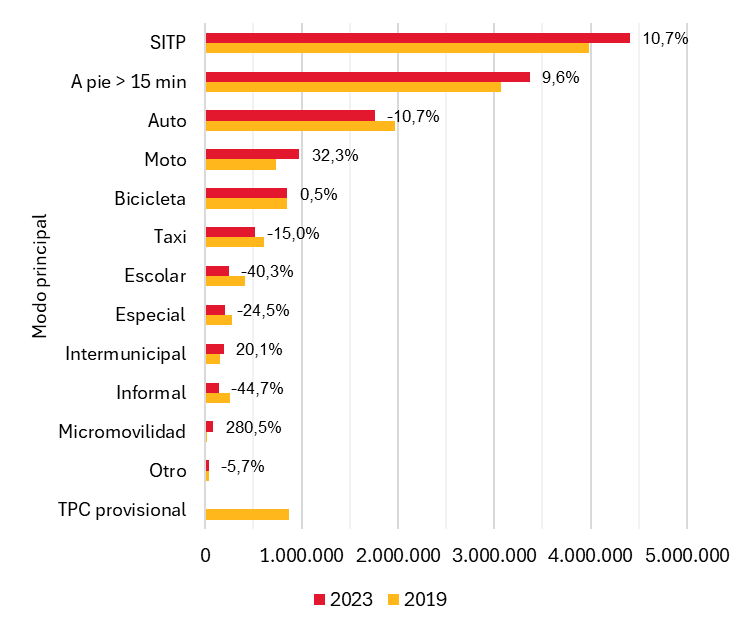 SITP 10,7%
A pie > 15 min 9,6%
Auto -10,7%
Moto 32,3%
Bicicleta 0,5%
Taxi -15,0%
Escolar -40,3%
Especial -24,5%
Intermunicipal 20,1%
Informal -44,7%
Micromovilidad 280,5%
Otro -5,7%
TPC provisional
Modo principal
0 1.000.000 2.000.000 3.000.000 4.000.000 5.000.000
2023 2019